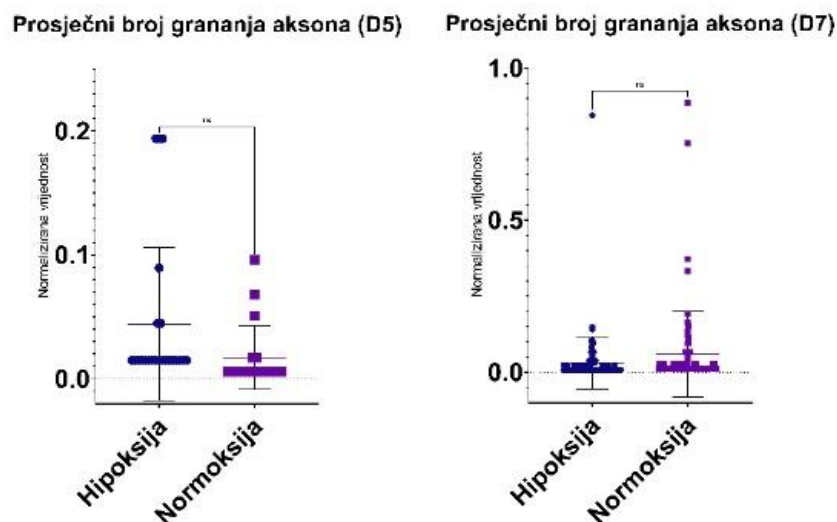 Prosječni broj grananja aksona (D5)
Normalizirana vrijednost
0.2
0.1
0.0
ns
Hipoksija
Normoksija
Prosječni broj grananja aksona (D7)
Normalizirana vrijednost
1.0
0.5
0.0
ns
Hipoksija
Normoksija